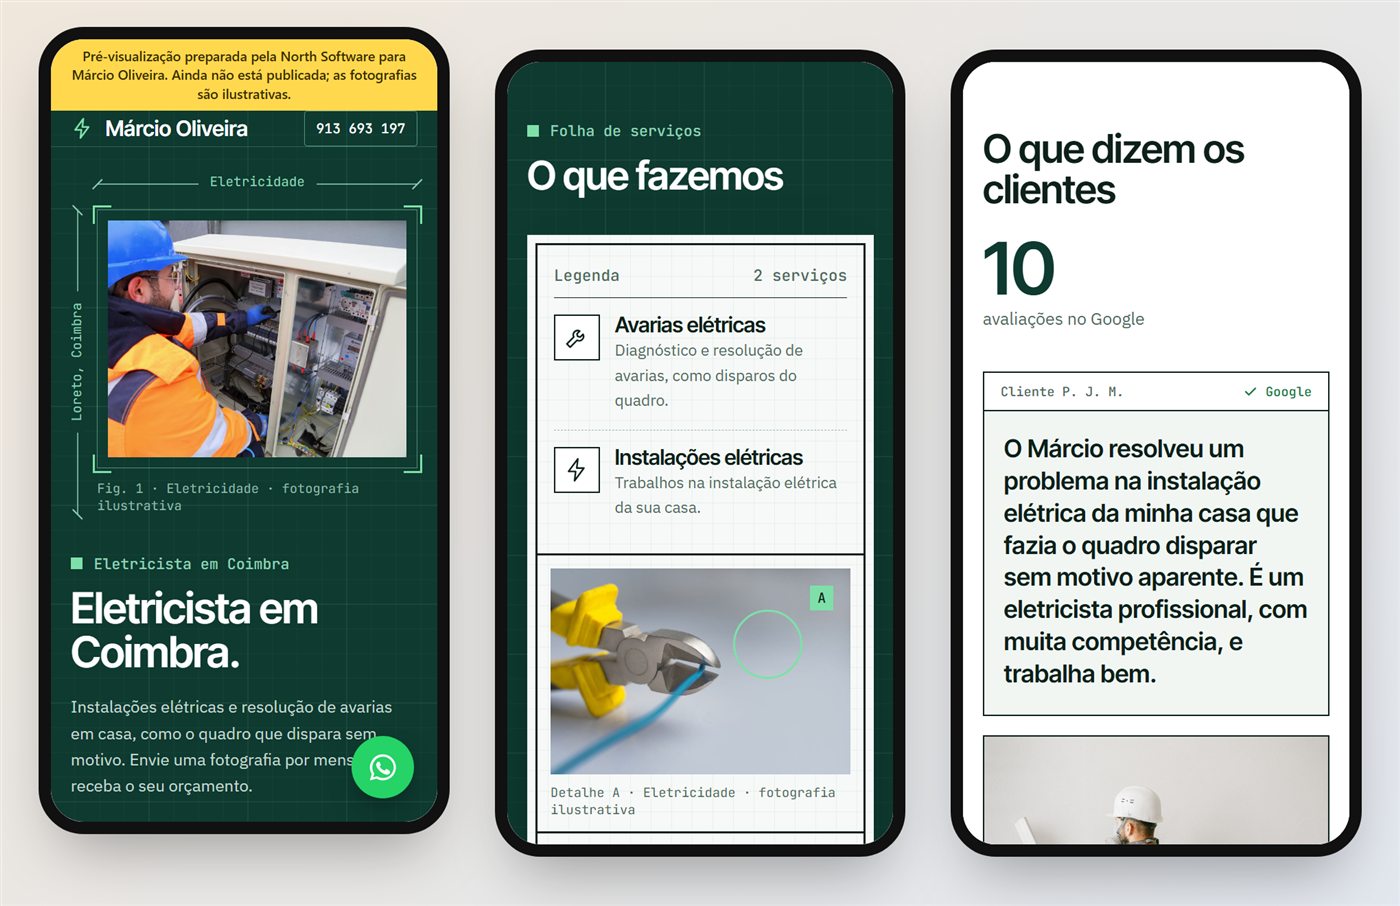 Pré-visualização preparada pela North Software para
Márcio Oliveira. Ainda não está publicada; as fotografias
são ilustrativas.
Márcio Oliveira
913 693 197
Eletricidade
Loreto, Coimbra
Fig. 1 · Eletricidade · fotografia
ilustrativa
Eletricista em Coimbra
Eletricista em
Coimbra.
Instalações elétricas e resolução de avarias
em casa, como o quadro que dispara sem
motivo. Envie uma fotografia por mens
receba o seu orçamento.
Folha de serviços
O que fazemos
Legenda
2 serviços
Avarias elétricas
Diagnóstico e resolução de
avarias, como disparos do
quadro.
Instalações elétricas
Trabalhos na instalação elétrica
da sua casa.
A
Detalhe A · Eletricidade · fotografia
ilustrativa
O que dizem os
clientes
10
avaliações no Google
Cliente P. J. M.
Google
O Márcio resolveu um
problema na instalação
elétrica da minha casa que
fazia o quadro disparar
sem motivo aparente. É um
eletricista profissional, com
muita competência, e
trabalha bem.